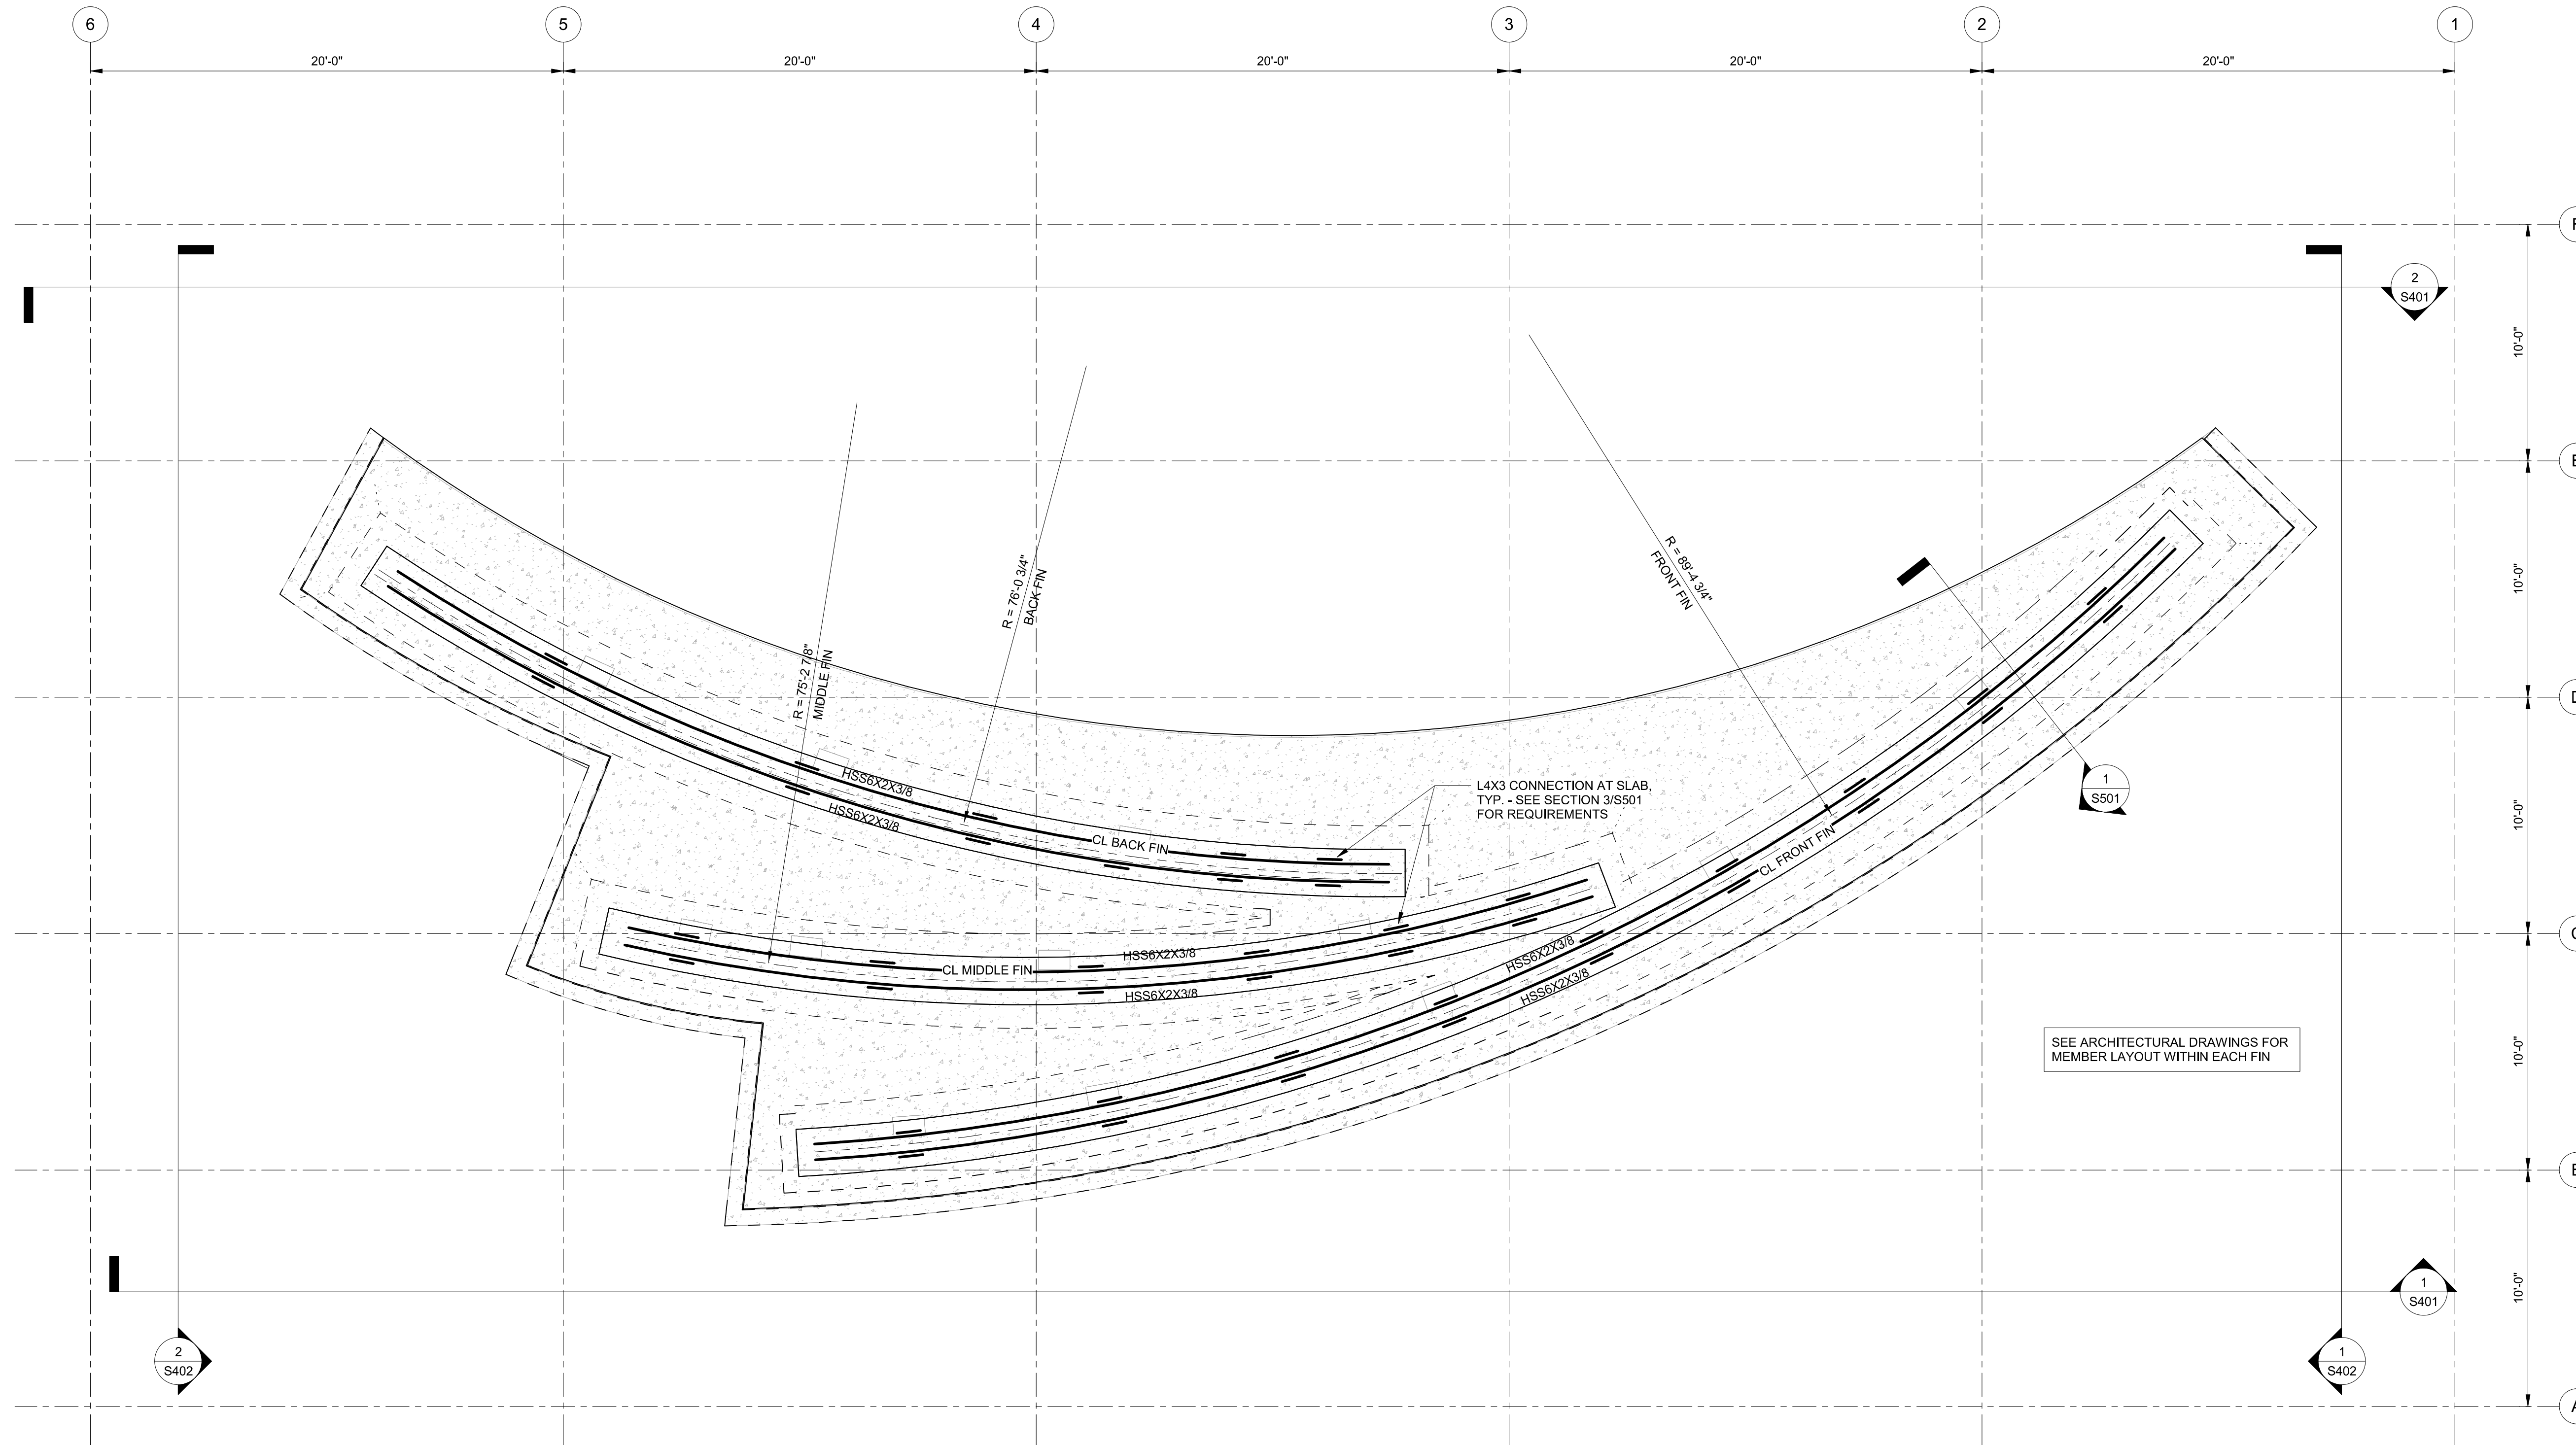 6
5
4
3
2
1
20'-0"
20'-0"
20'-0"
20'-0"
20'-0"
2
S401
10'-0"
R = 89'-4 3/4"
FRONT FIN
R = 76'-0 3/4"
BACK FIN
10'-0"
R = 75'-2 7/8"
MIDDLE FIN
HSS6X2X3/8
HSS6X2X3/8
L4X3 CONNECTION AT SLAB,
TYP. - SEE SECTION 3/S501
FOR REQUIREMENTS
1
S501
10'-0"
CL BACK FIN
CL FRONT FIN
C
HSS6X2X3/8
CL MIDDLE FIN
HSS6X2X3/8
HSS6X2X3/8
HSS6X2X3/8
SEE ARCHITECTURAL DRAWINGS FOR
MEMBER LAYOUT WITHIN EACH FIN
10'-0"
10'-0"
1
S401
2
S402
1
S402
A